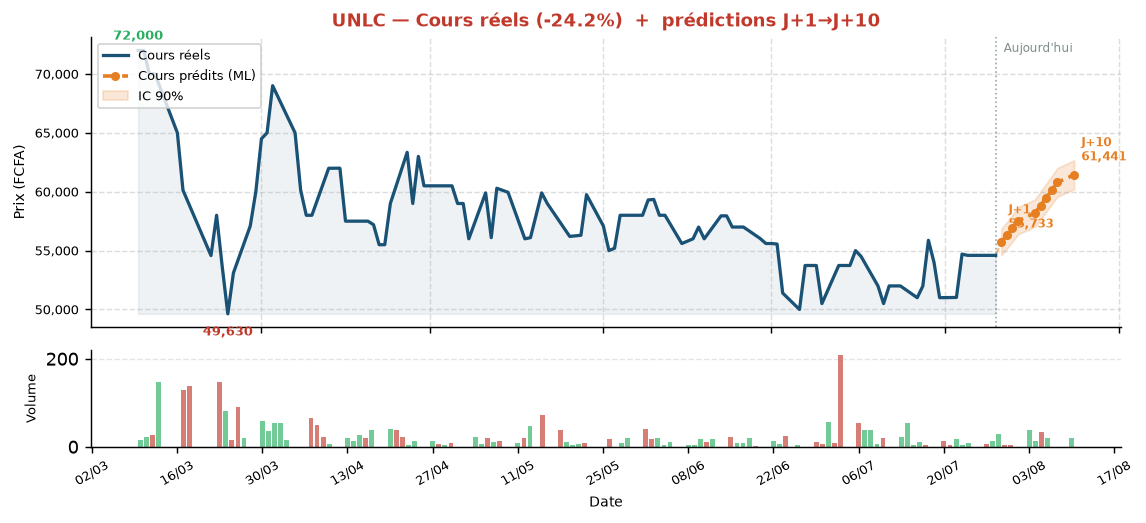 UNLC — Cours réels (-24.2%) + prédictions J+1→J+10
72,000
Cours réels
Cours prédits (ML)
IC 90%
Aujourd'hui
J+10
61,441
J+1
49,630
Prix (FCFA)
70,000
65,000
60,000
55,000
50,000
Volume
200
0
02/03
16/03
30/03
13/04
27/04
11/05
25/05
08/06
22/06
06/07
20/07
03/08
17/08
Date